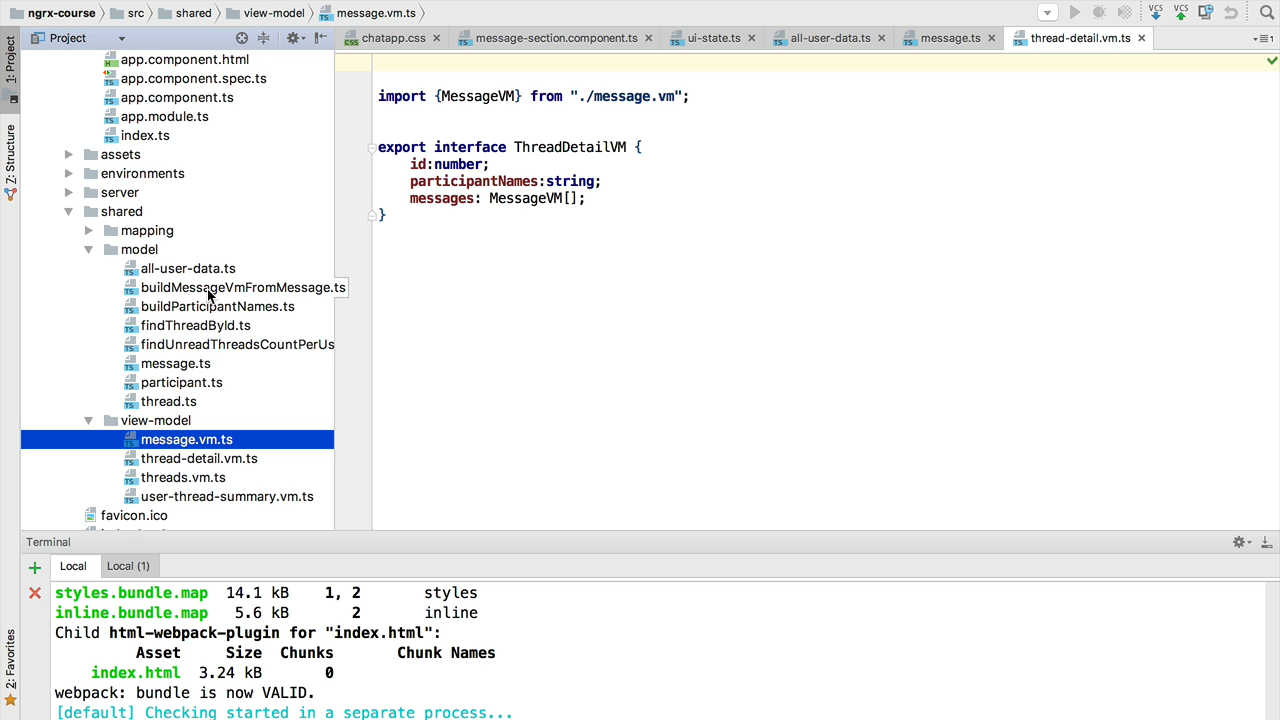 ngrx-course src shared view-model message.vm.ts
VCS VCS
1: Project
Project
chatapp.css message-section.component.ts ui-state.ts all-user-data.ts message.ts thread-detail.vm.ts
app.component.html
app.component.spec.ts
app.component.ts
app.module.ts
index.ts
assets
environments
server
shared
mapping
model
all-user-data.ts
buildMessageVmFromMessage.ts
buildParticipantNames.ts
findThreadById.ts
findUnreadThreadsCountPerUs
message.ts
participant.ts
thread.ts
view-model
message.vm.ts
thread-detail.vm.ts
threads.vm.ts
user-thread-summary.vm.ts
favicon.ico
Z: Structure
2: Favorites
import {MessageVM} from "./message.vm";
export interface ThreadDetailVM {
id:number;
participantNames:string;
messages: MessageVM[];
}
Terminal
Local Local (1)
styles.bundle.map 14.1 kB 1, 2 styles
inline.bundle.map 5.6 kB 2 inline
Child html-webpack-plugin for "index.html":
Asset Size Chunks Chunk Names
index.html 3.24 kB 0
webpack: bundle is now VALID.
[default] Checking started in a separate process...